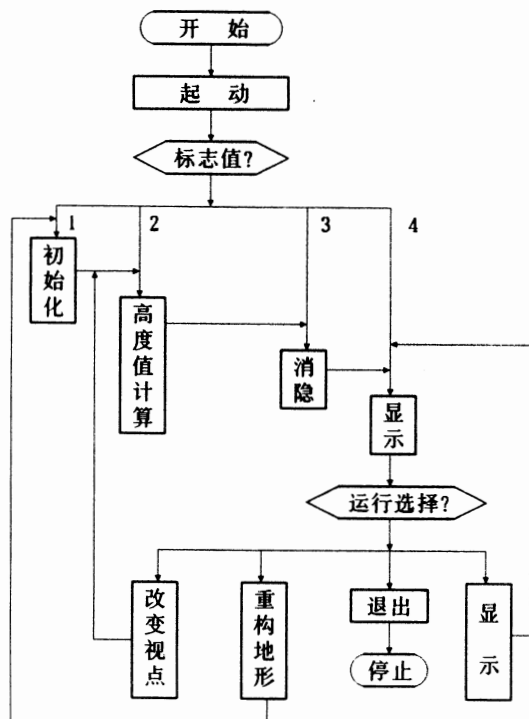 开 始
起 动
标志值?
1
2
3
4
初始化
高度值计算
消隐
显示
运行选择?
改变视点
重构地形
退出
显示
停止